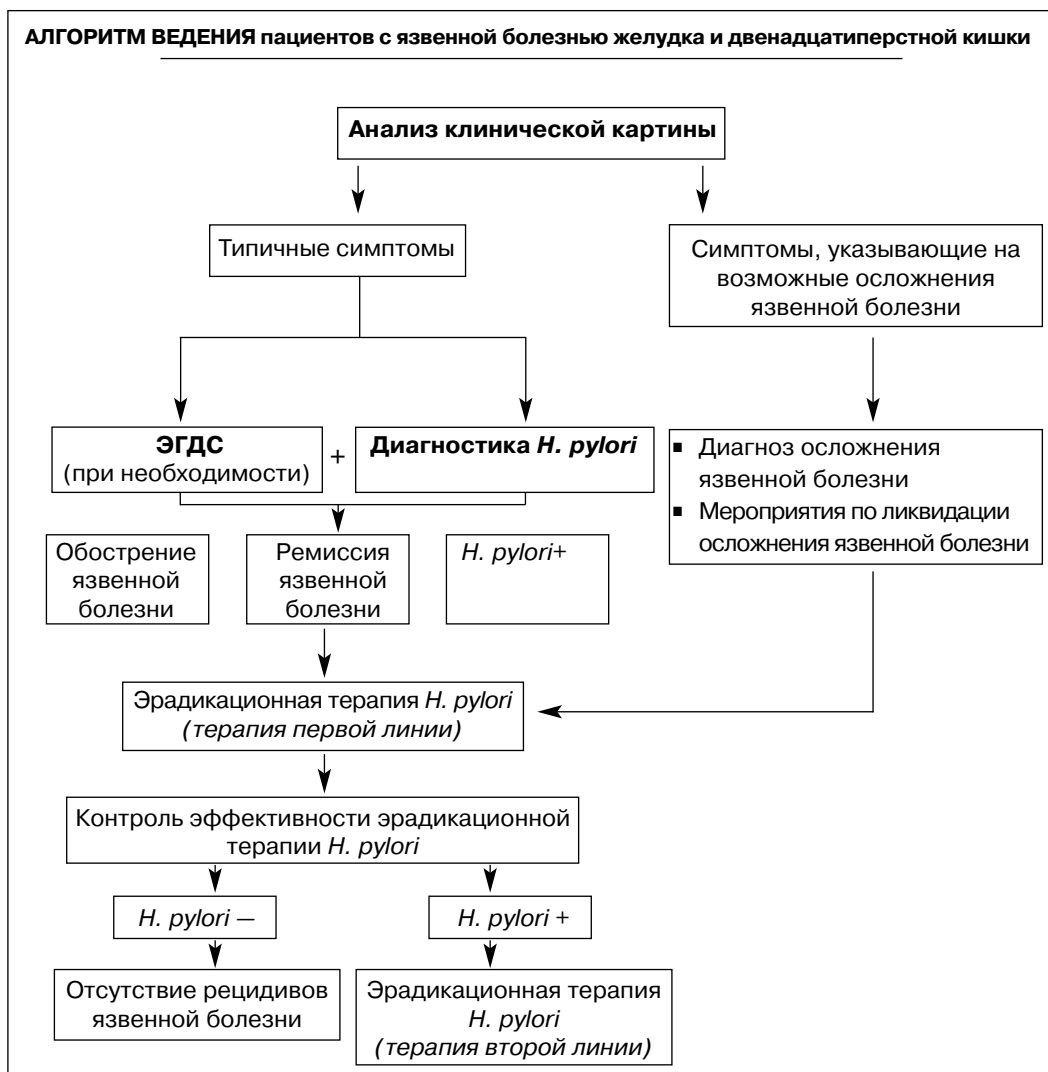 АЛГОРИТМ ВЕДЕНИЯ пациентов с язвенной болезнью желудка и двенадцатиперстной кишки
Анализ клинической картины
Типичные симптомы
Симптомы, указывающие на
возможные осложнения
язвенной болезни
ЭГДС
(при необходимости)
+
Диагностика H. pylori
▪ Диагноз осложнения
язвенной болезни
▪ Мероприятия по ликвидации
осложнения язвенной болезни
Обострение
язвенной
болезни
Ремиссия
язвенной
болезни
H. pylori+
Эрадикационная терапия H. pylori
(терапия первой линии)
Контроль эффективности эрадикационной
терапии H. pylori
H. pylori —
H. pylori +
Отсутствие рецидивов
язвенной болезни
Эрадикационная терапия
H. pylori
(терапия второй линии)